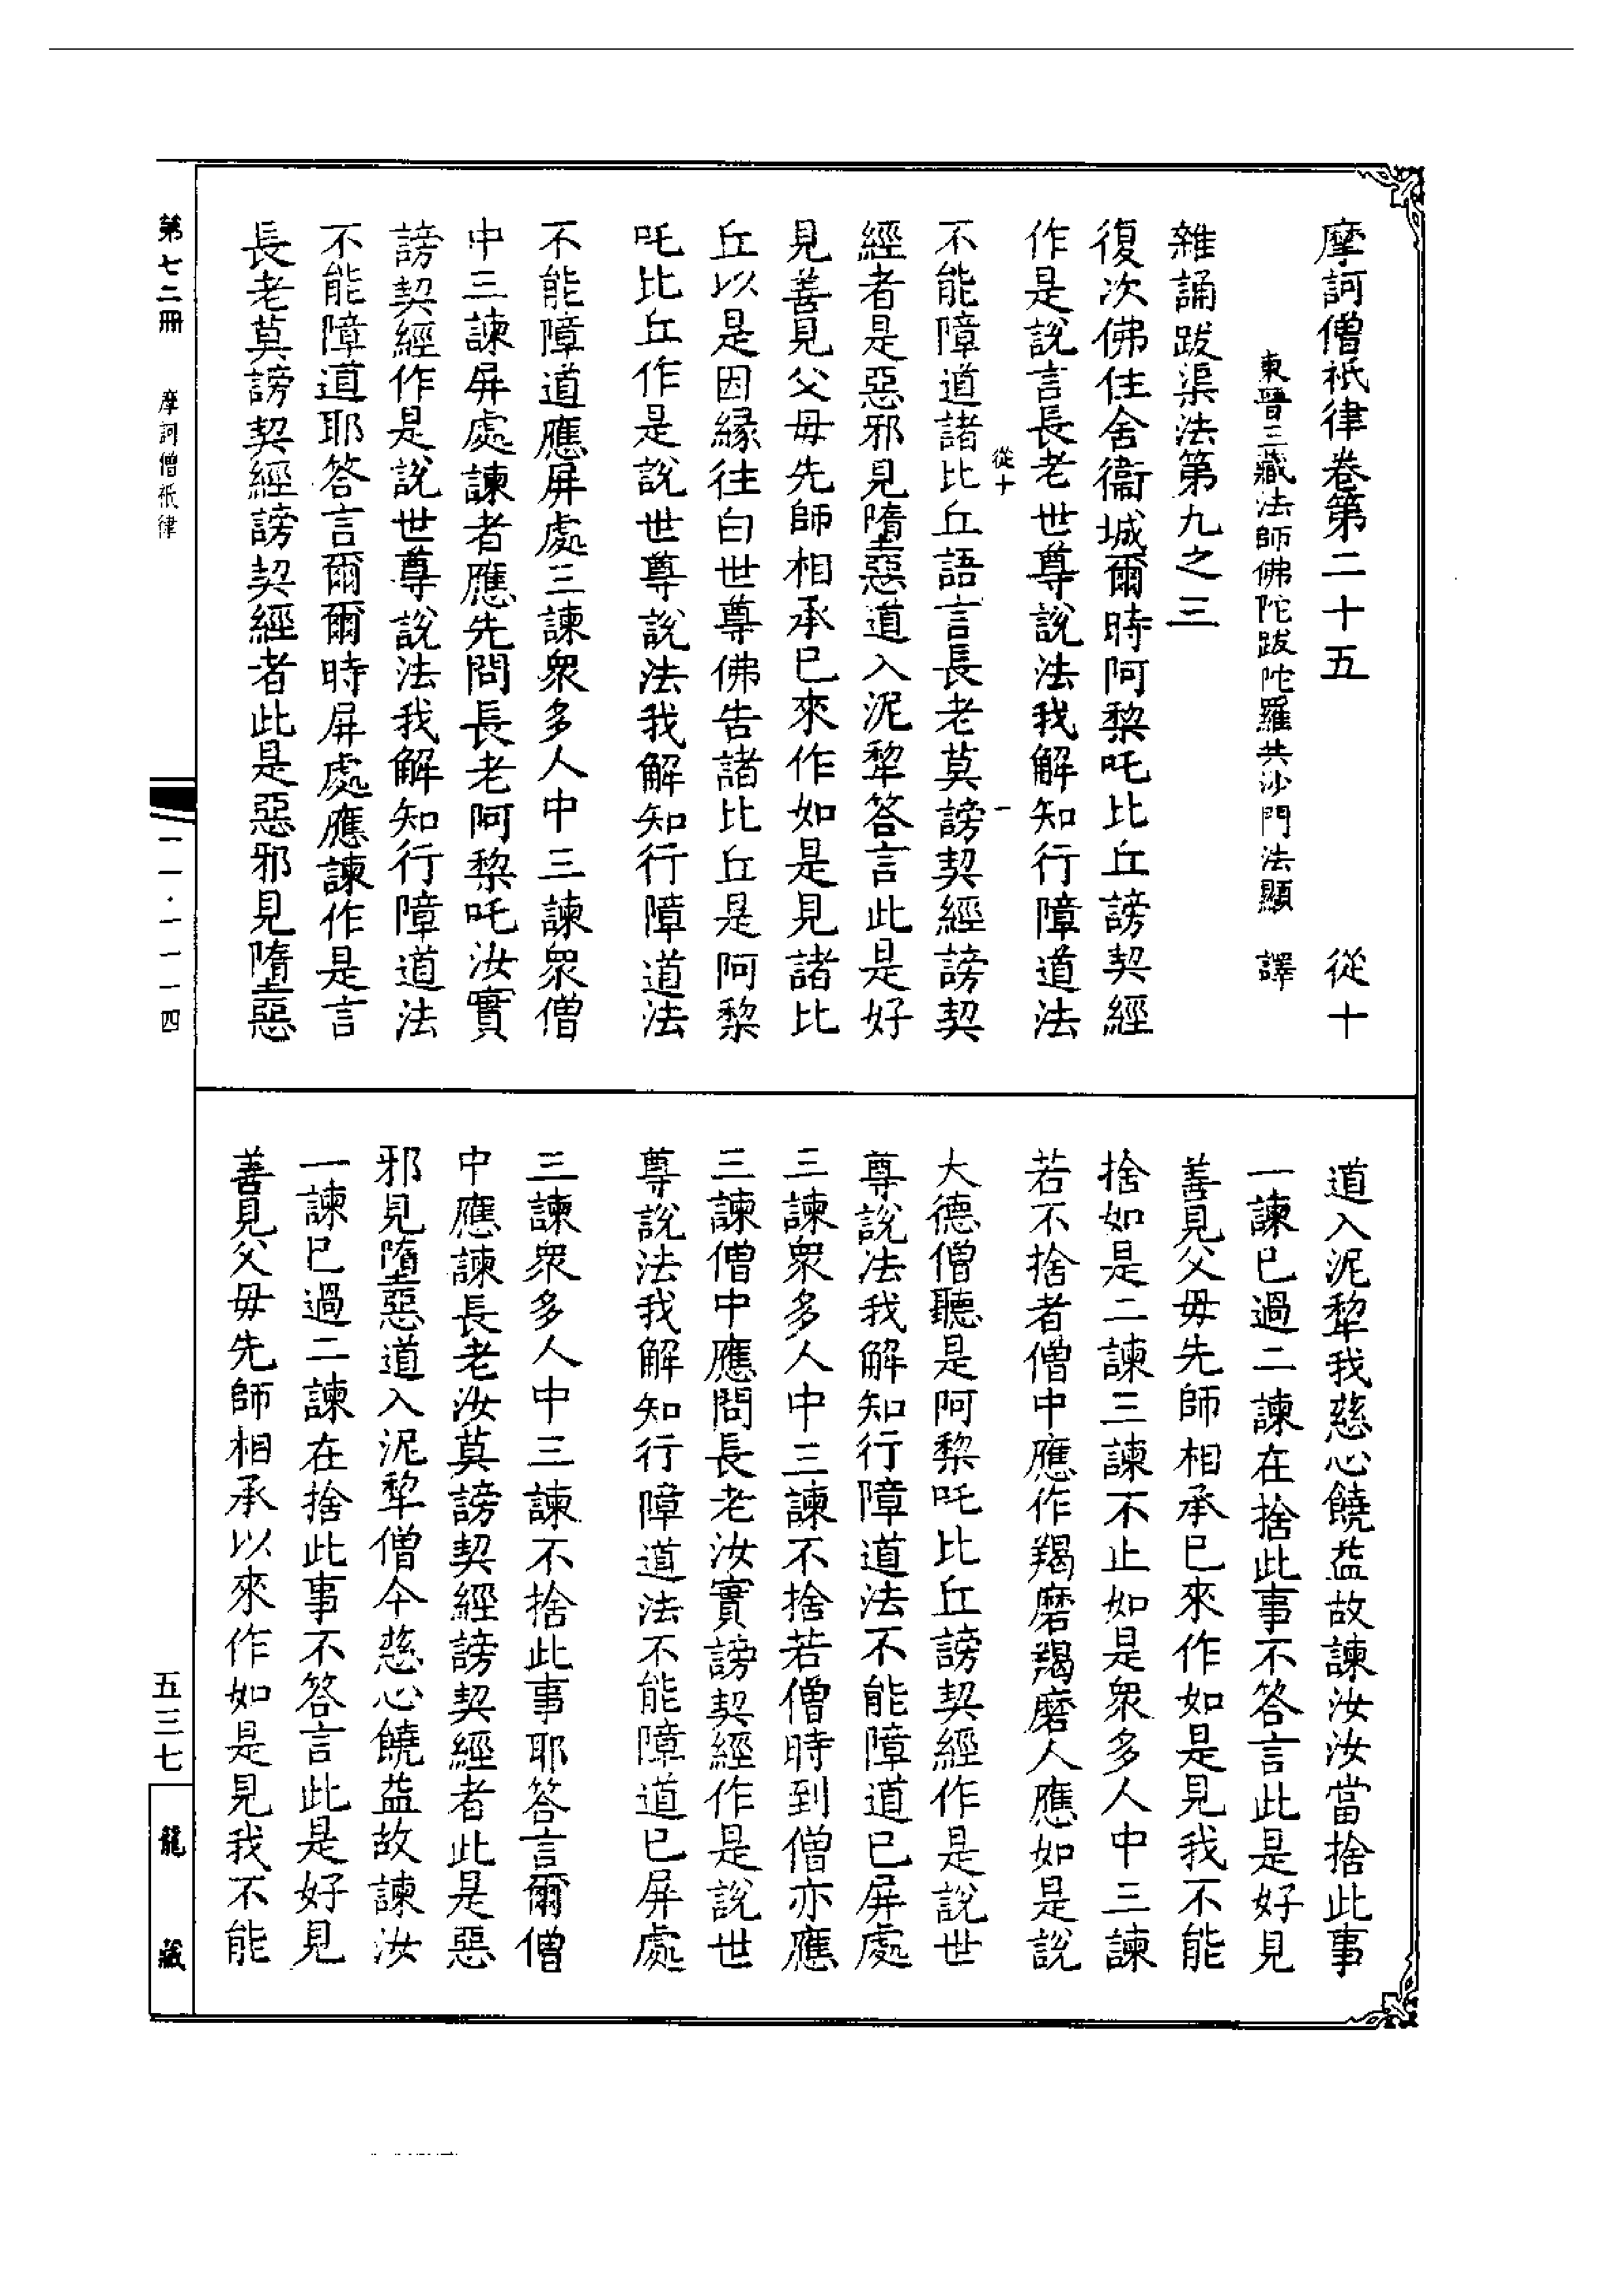 摩訶僧祇律卷第二十五　從十
東晉三藏法師佛陀跋陀羅共沙門法顯　譯
雜誦跋渠法第九之三
復次佛住舍衞城爾時阿黎吒比丘謗契經
作是說言長老世尊說法我解知行障道法
從十　一
不能障道諸比丘語言長老莫謗契經謗契
經者是惡邪見墮惡道入泥犂答言此是好
見善見父母先師相承已來作如是見諸比
丘以是因緣往白世尊佛告諸比丘是阿黎
吒比丘作是說世尊說法我解知行障道法
不能障道應屏處三諫衆多人中三諫衆僧
中三諫屏處諫者應先問長老阿黎吒汝實
謗契經作是說世尊說法我解知行障道法
不能障道耶答言爾爾時屏處應諫作是言
長老莫謗契經謗契經者此是惡邪見墮惡
道入泥犂我慈心饒益故諫汝汝當捨此事
一諫已過二諫在捨此事不答言此是好見
善見父母先師相承已來作如是見我不能
捨如是二諫三諫不止如是衆多人中三諫
若不捨者僧中應作羯磨羯磨人應如是說
大德僧聽是阿黎吒比丘謗契經作是說世
尊說法我解知行障道法不能障道已屏處
三諫衆多人中三諫不捨若僧時到僧亦應
三諫僧中應問長老汝實謗契經作是說世
尊說法我解知行障道法不能障道已屏處
三諫衆多人中三諫不捨此事耶答言爾僧
中應諫長老汝莫謗契經謗契經者此是惡
邪見墮惡道入泥犂僧今慈心饒益故諫汝
一諫已過二諫在捨此事不答言此是好見
善見父母先師相承以來作如是見我不能
第七二冊　摩訶僧祇律
一一·一一一四
五三七
龍藏